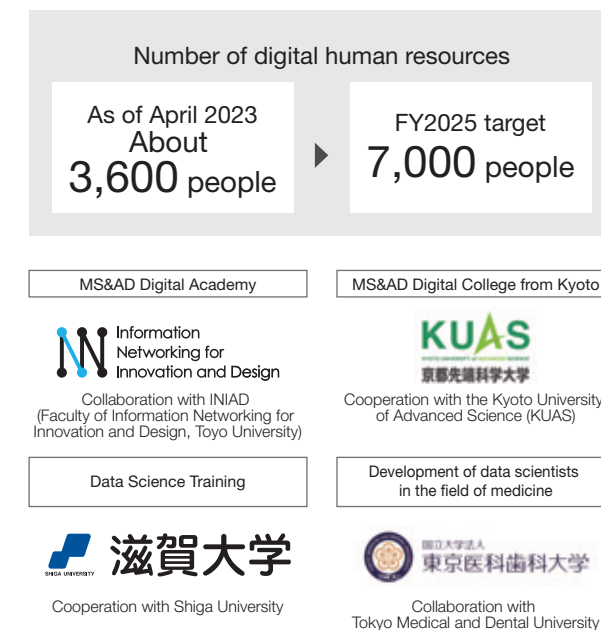 Number of digital human resources
As of April 2023
About
3,600 people
FY2025 target
7,000 people
MS&AD Digital Academy
Information
Networking for
Innovation and Design
Collaboration with INIAD
(Faculty of Information Networking for
Innovation and Design, Toyo University)
MS&AD Digital College from Kyoto
KUAS
KYOTO UNIVERSITY of ADVANCED SCIENCE
京都先端科学大学
Cooperation with the Kyoto University
of Advanced Science (KUAS)
Data Science Training
SHIGA UNIVERSITY
滋賀大学
Cooperation with Shiga University
Development of data scientists
in the field of medicine
国立大学法人
東京医科歯科大学
Collaboration with
Tokyo Medical and Dental University